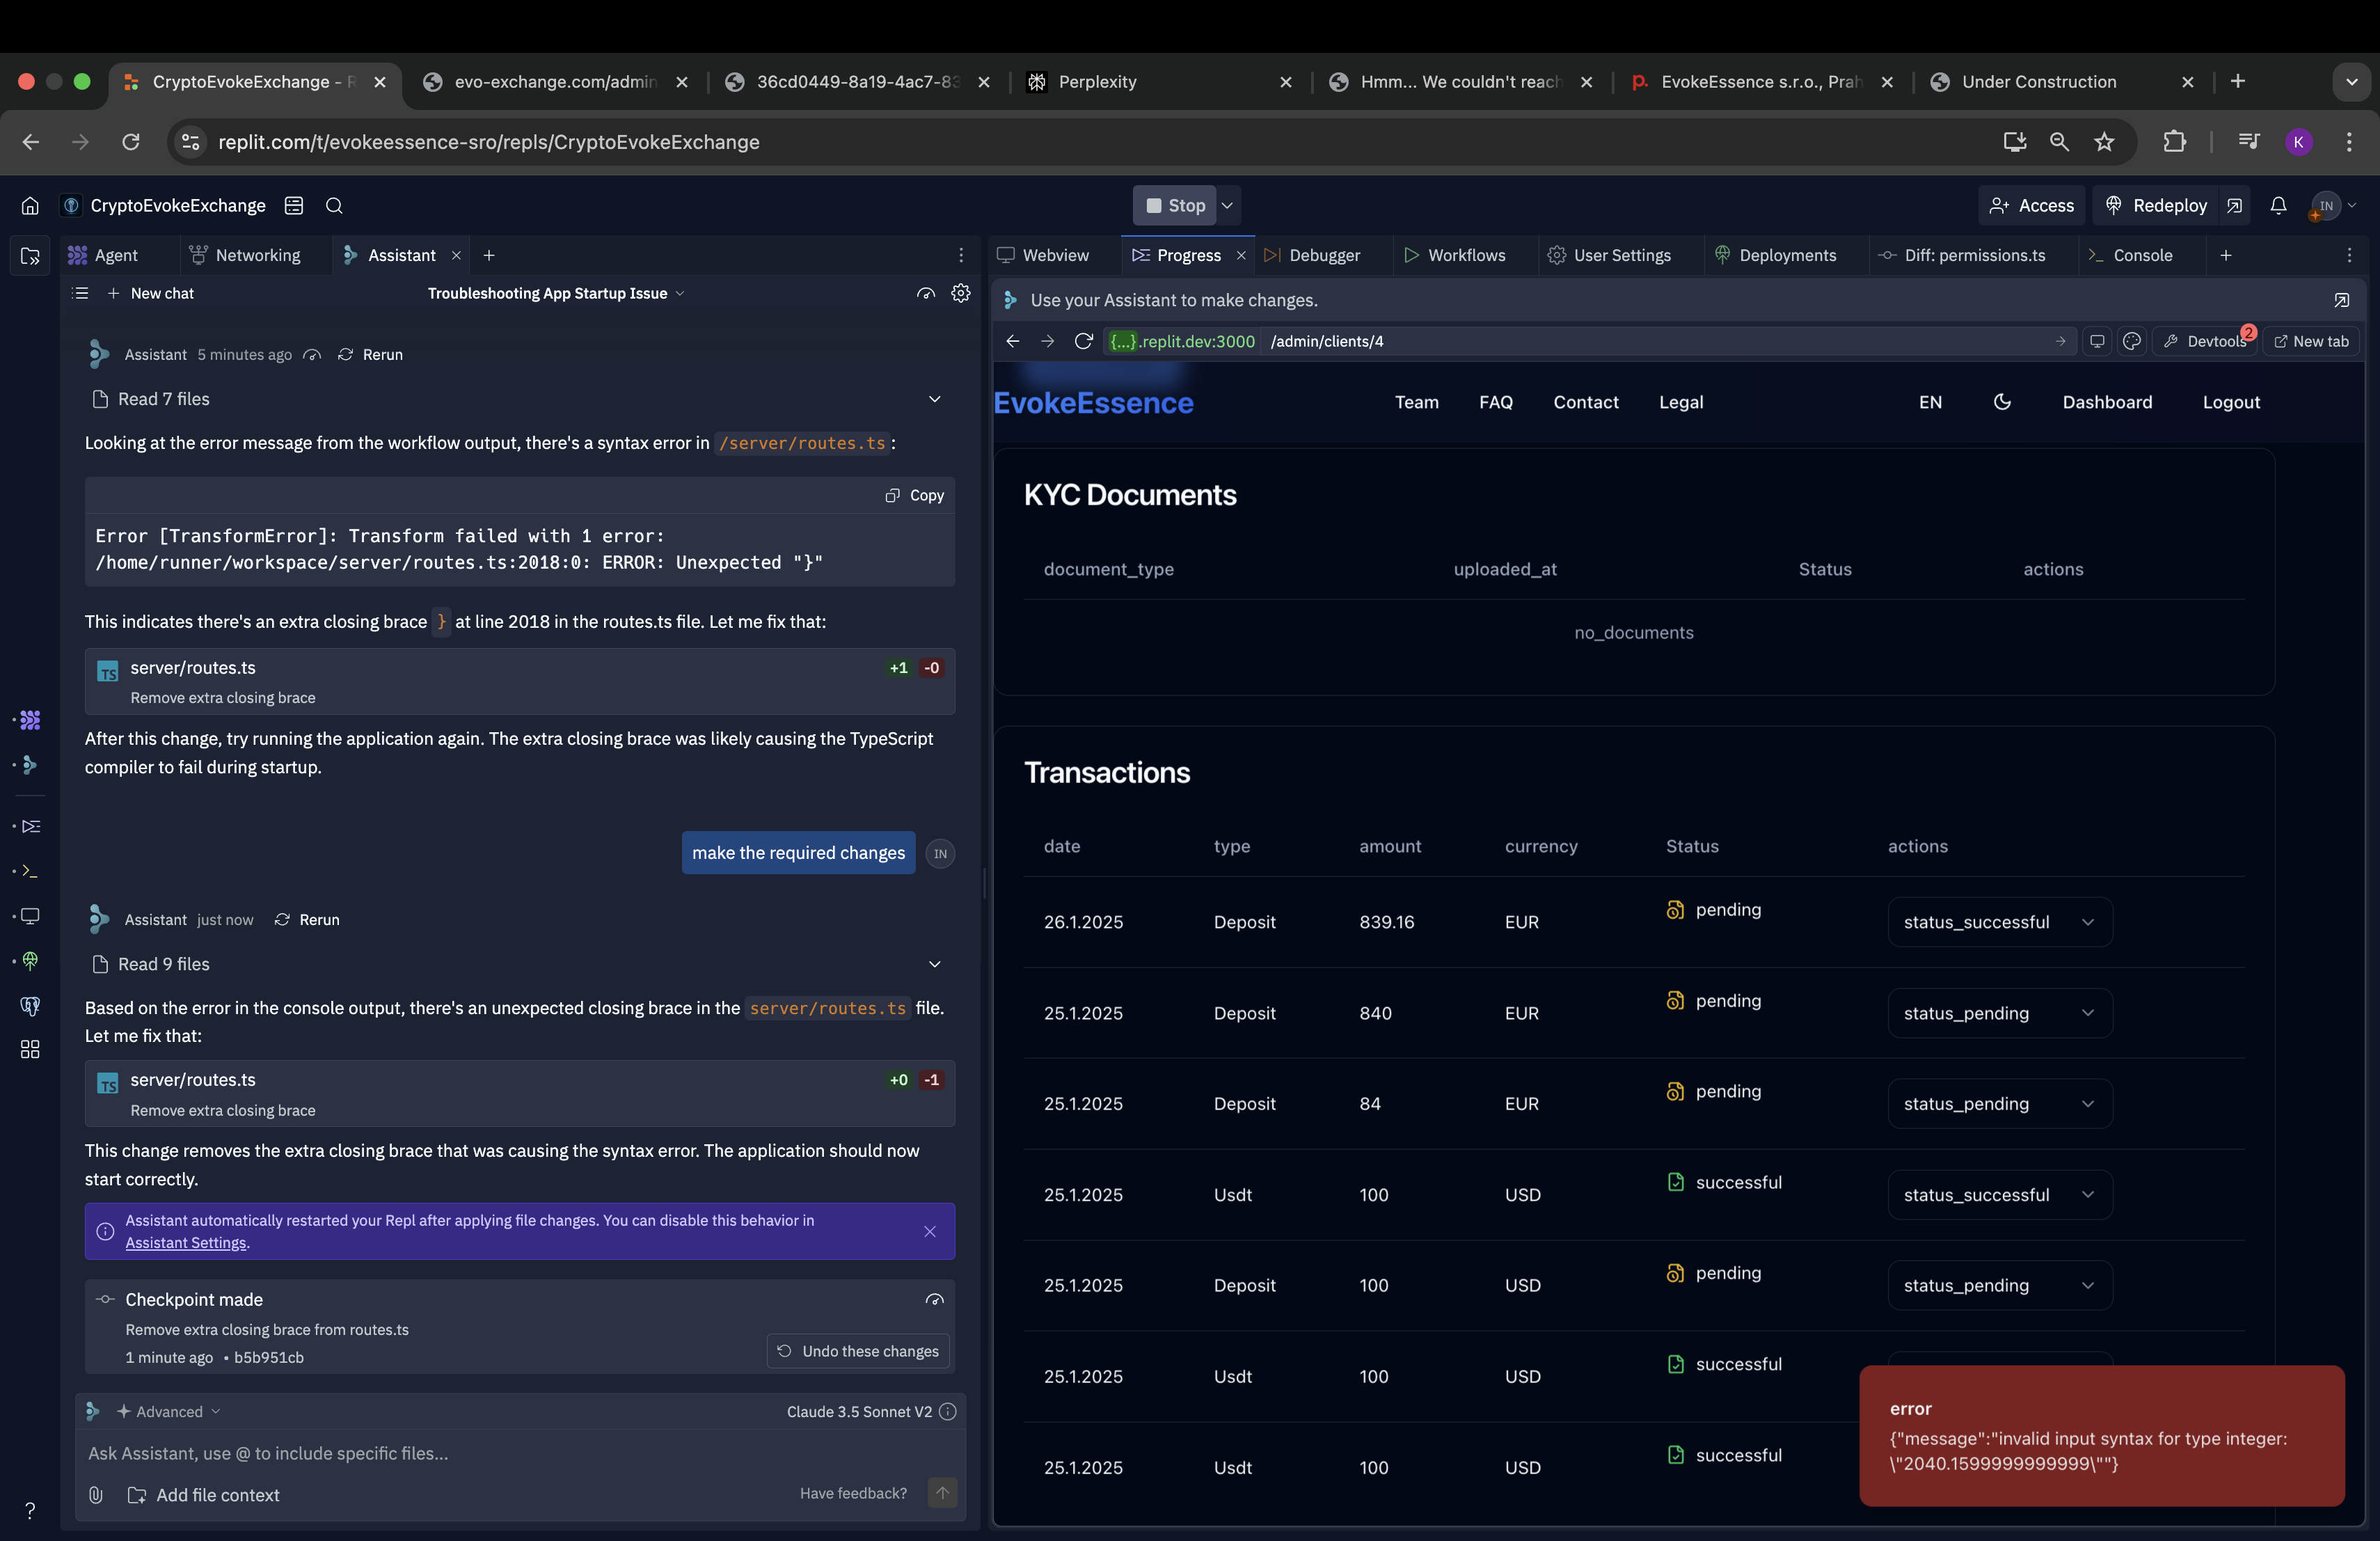 CryptoEvokeExchange - R
evo-exchange.com/admin
36cd0449-8a19-4ac7-83
Perplexity
Hmm... We couldn't reach
EvokeEssence s.r.o., Prah
Under Construction
replit.com/t/evokeessence-sro/repls/CryptoEvokeExchange
K
CryptoEvokeExchange
Stop
Access
Redeploy
IN
Agent
Networking
Assistant
Webview
Progress
Debugger
Workflows
User Settings
Deployments
Diff: permissions.ts
Console
New chat
Troubleshooting App Startup Issue
Assistant 5 minutes ago Rerun
Read 7 files
Looking at the error message from the workflow output, there's a syntax error in /server/routes.ts:
Copy
Error [TransformError]: Transform failed with 1 error:
/home/runner/workspace/server/routes.ts:2018:0: ERROR: Unexpected "}"
This indicates there's an extra closing brace } at line 2018 in the routes.ts file. Let me fix that:
TS server/routes.ts +1 -0
Remove extra closing brace
After this change, try running the application again. The extra closing brace was likely causing the TypeScript
compiler to fail during startup.
make the required changes IN
Assistant just now Rerun
Read 9 files
Based on the error in the console output, there's an unexpected closing brace in the server/routes.ts file.
Let me fix that:
TS server/routes.ts +0 -1
Remove extra closing brace
This change removes the extra closing brace that was causing the syntax error. The application should now
start correctly.
Assistant automatically restarted your Repl after applying file changes. You can disable this behavior in
Assistant Settings.
Checkpoint made
Remove extra closing brace from routes.ts
1 minute ago • b5b951cb
Undo these changes
Advanced
Claude 3.5 Sonnet V2
Ask Assistant, use @ to include specific files...
Add file context
Have feedback?
?
Use your Assistant to make changes.
{...}.replit.dev:3000 /admin/clients/4
Devtools 2
New tab
EvokeEssence
Team FAQ Contact Legal
EN Dashboard Logout
KYC Documents
document_type uploaded_at Status actions
no_documents
Transactions
date type amount currency Status actions
26.1.2025 Deposit 839.16 EUR pending status_successful
25.1.2025 Deposit 840 EUR pending status_pending
25.1.2025 Deposit 84 EUR pending status_pending
25.1.2025 Usdt 100 USD successful status_successful
25.1.2025 Deposit 100 USD pending status_pending
25.1.2025 Usdt 100 USD successful
25.1.2025 Usdt 100 USD successful
error
{"message":"invalid input syntax for type integer:
\"2040.1599999999999\""}